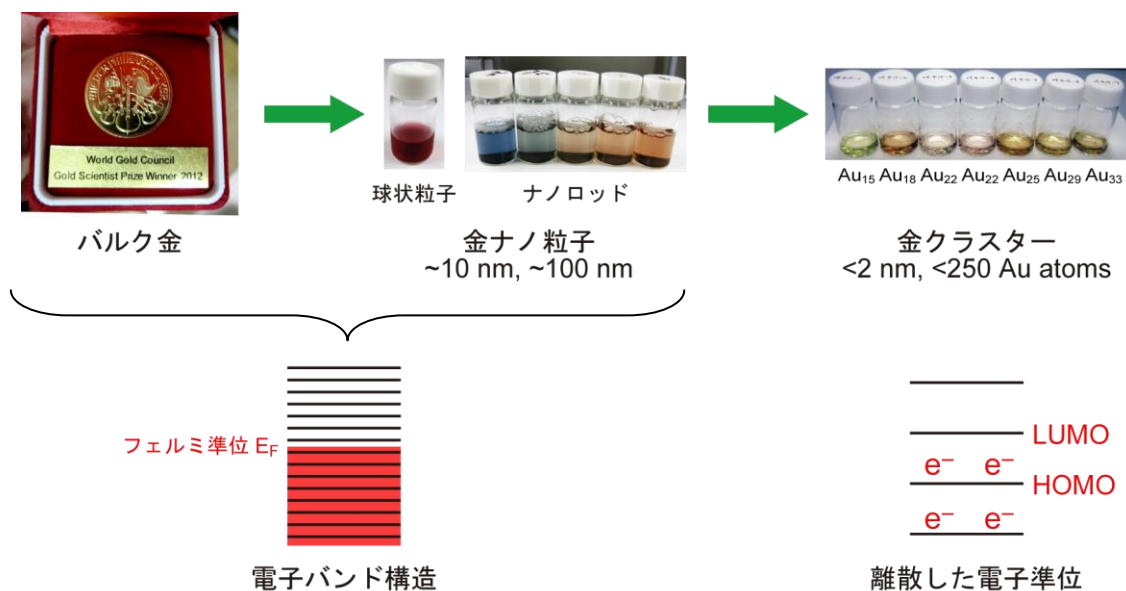 World Gold Council
Gold Scientist Prize Winner 2012
バルク金
球状粒子
ナノロッド
金ナノ粒子
~10 nm, ~100 nm
Au₁₅ Au₁₈ Au₂₂ Au₂₂ Au₂₅ Au₂₉ Au₃₃
金クラスター
<2 nm, <250 Au atoms
フェルミ準位 E_F
電子バンド構造
LUMO
e⁻ e⁻
HOMO
e⁻ e⁻
離散した電子準位